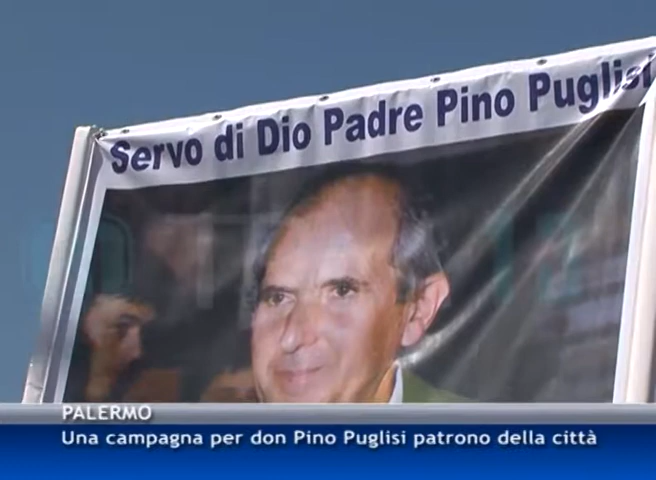 Servo di Dio Padre Pino Puglisi
PALERMO
Una campagna per don Pino Puglisi patrono della città